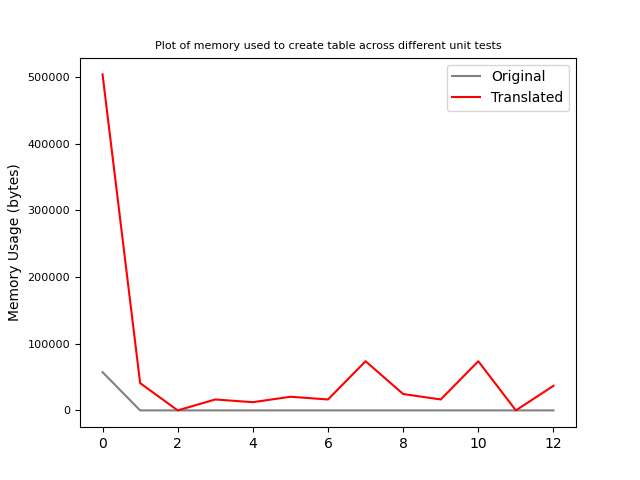 Plot of memory used to create table across different unit tests
Original
Translated
Memory Usage (bytes)
500000
400000
300000
200000
100000
0
0 2 4 6 8 10 12